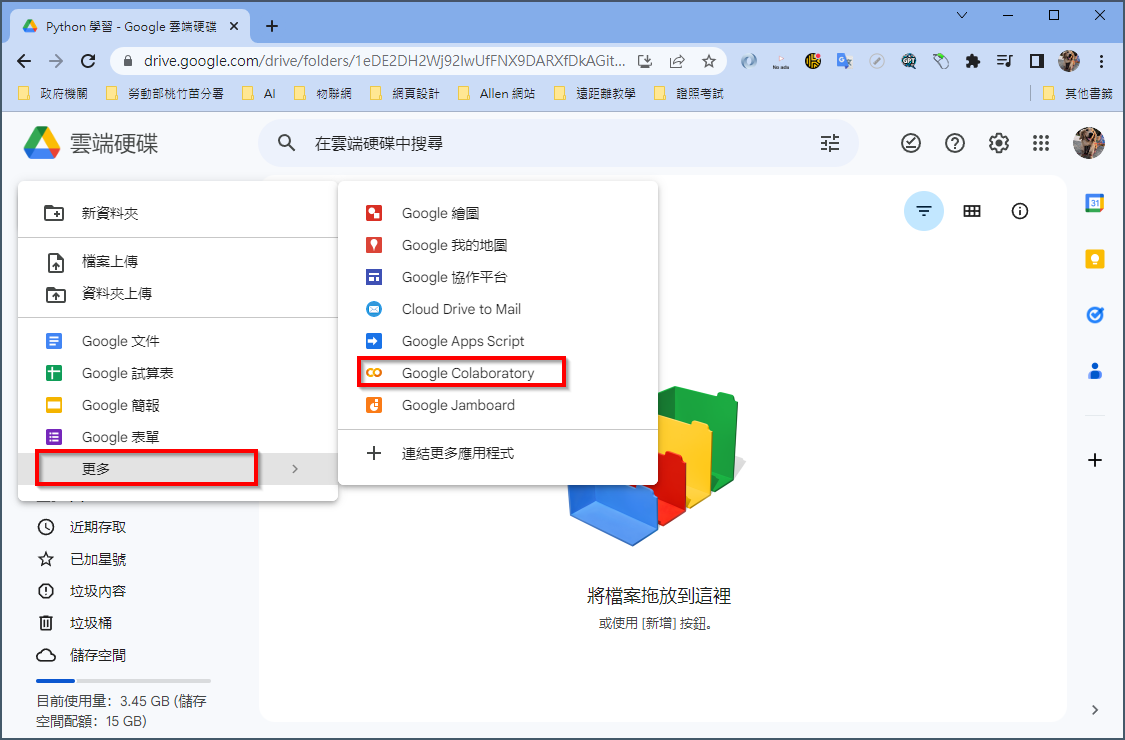 Python 學習 - Google 雲端硬碟
drive.google.com/drive/folders/1eDE2DH2Wj92IwUfFNX9DARXfDkAGit...
政府機關
勞動部桃竹苗分署
AI
物聯網
網頁設計
Allen 網站
遠距離教學
證照考試
其他書籤
雲端硬碟
在雲端硬碟中搜尋
新資料夾
檔案上傳
資料夾上傳
Google 文件
Google 試算表
Google 簡報
Google 表單
更多
Google 繪圖
Google 我的地圖
Google 協作平台
Cloud Drive to Mail
Google Apps Script
Google Colaboratory
Google Jamboard
連結更多應用程式
近期存取
已加星號
垃圾內容
垃圾桶
儲存空間
目前使用量：3.45 GB (儲存
空間配額：15 GB)
將檔案拖放到這裡
或使用 [新增] 按鈕。
31